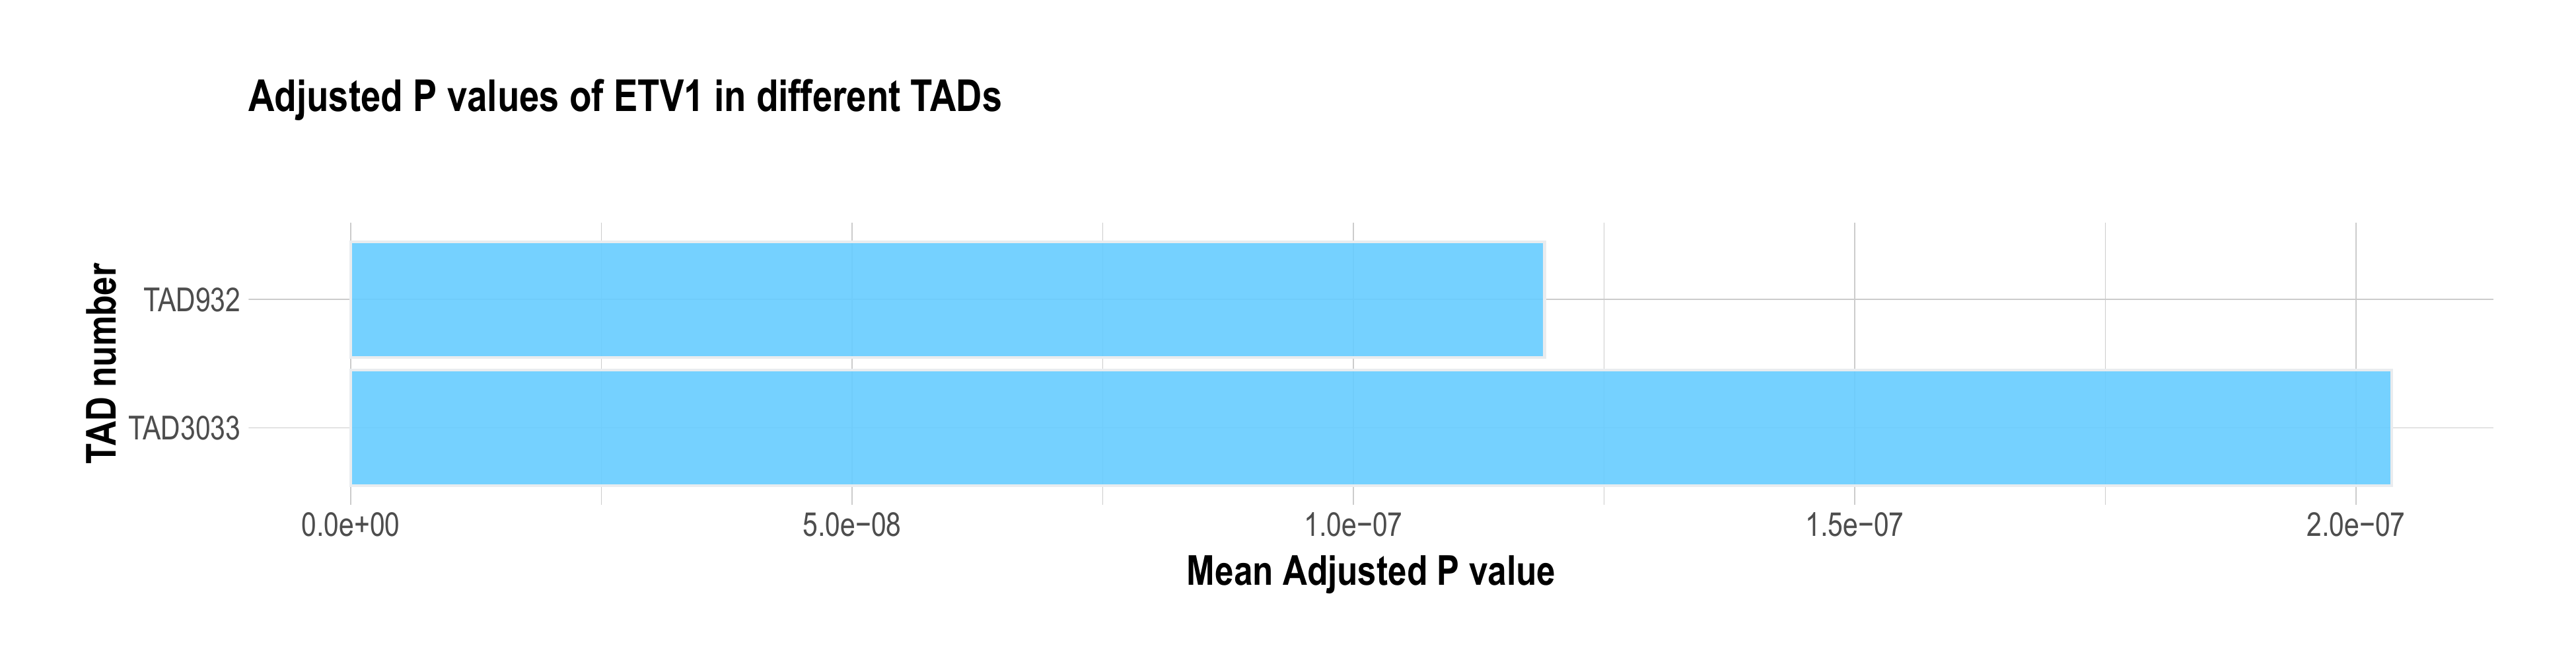 Adjusted P values of ETV1 in different TADs
TAD number
TAD932
TAD3033
0.0e+00
5.0e−08
1.0e−07
1.5e−07
2.0e−07
Mean Adjusted P value